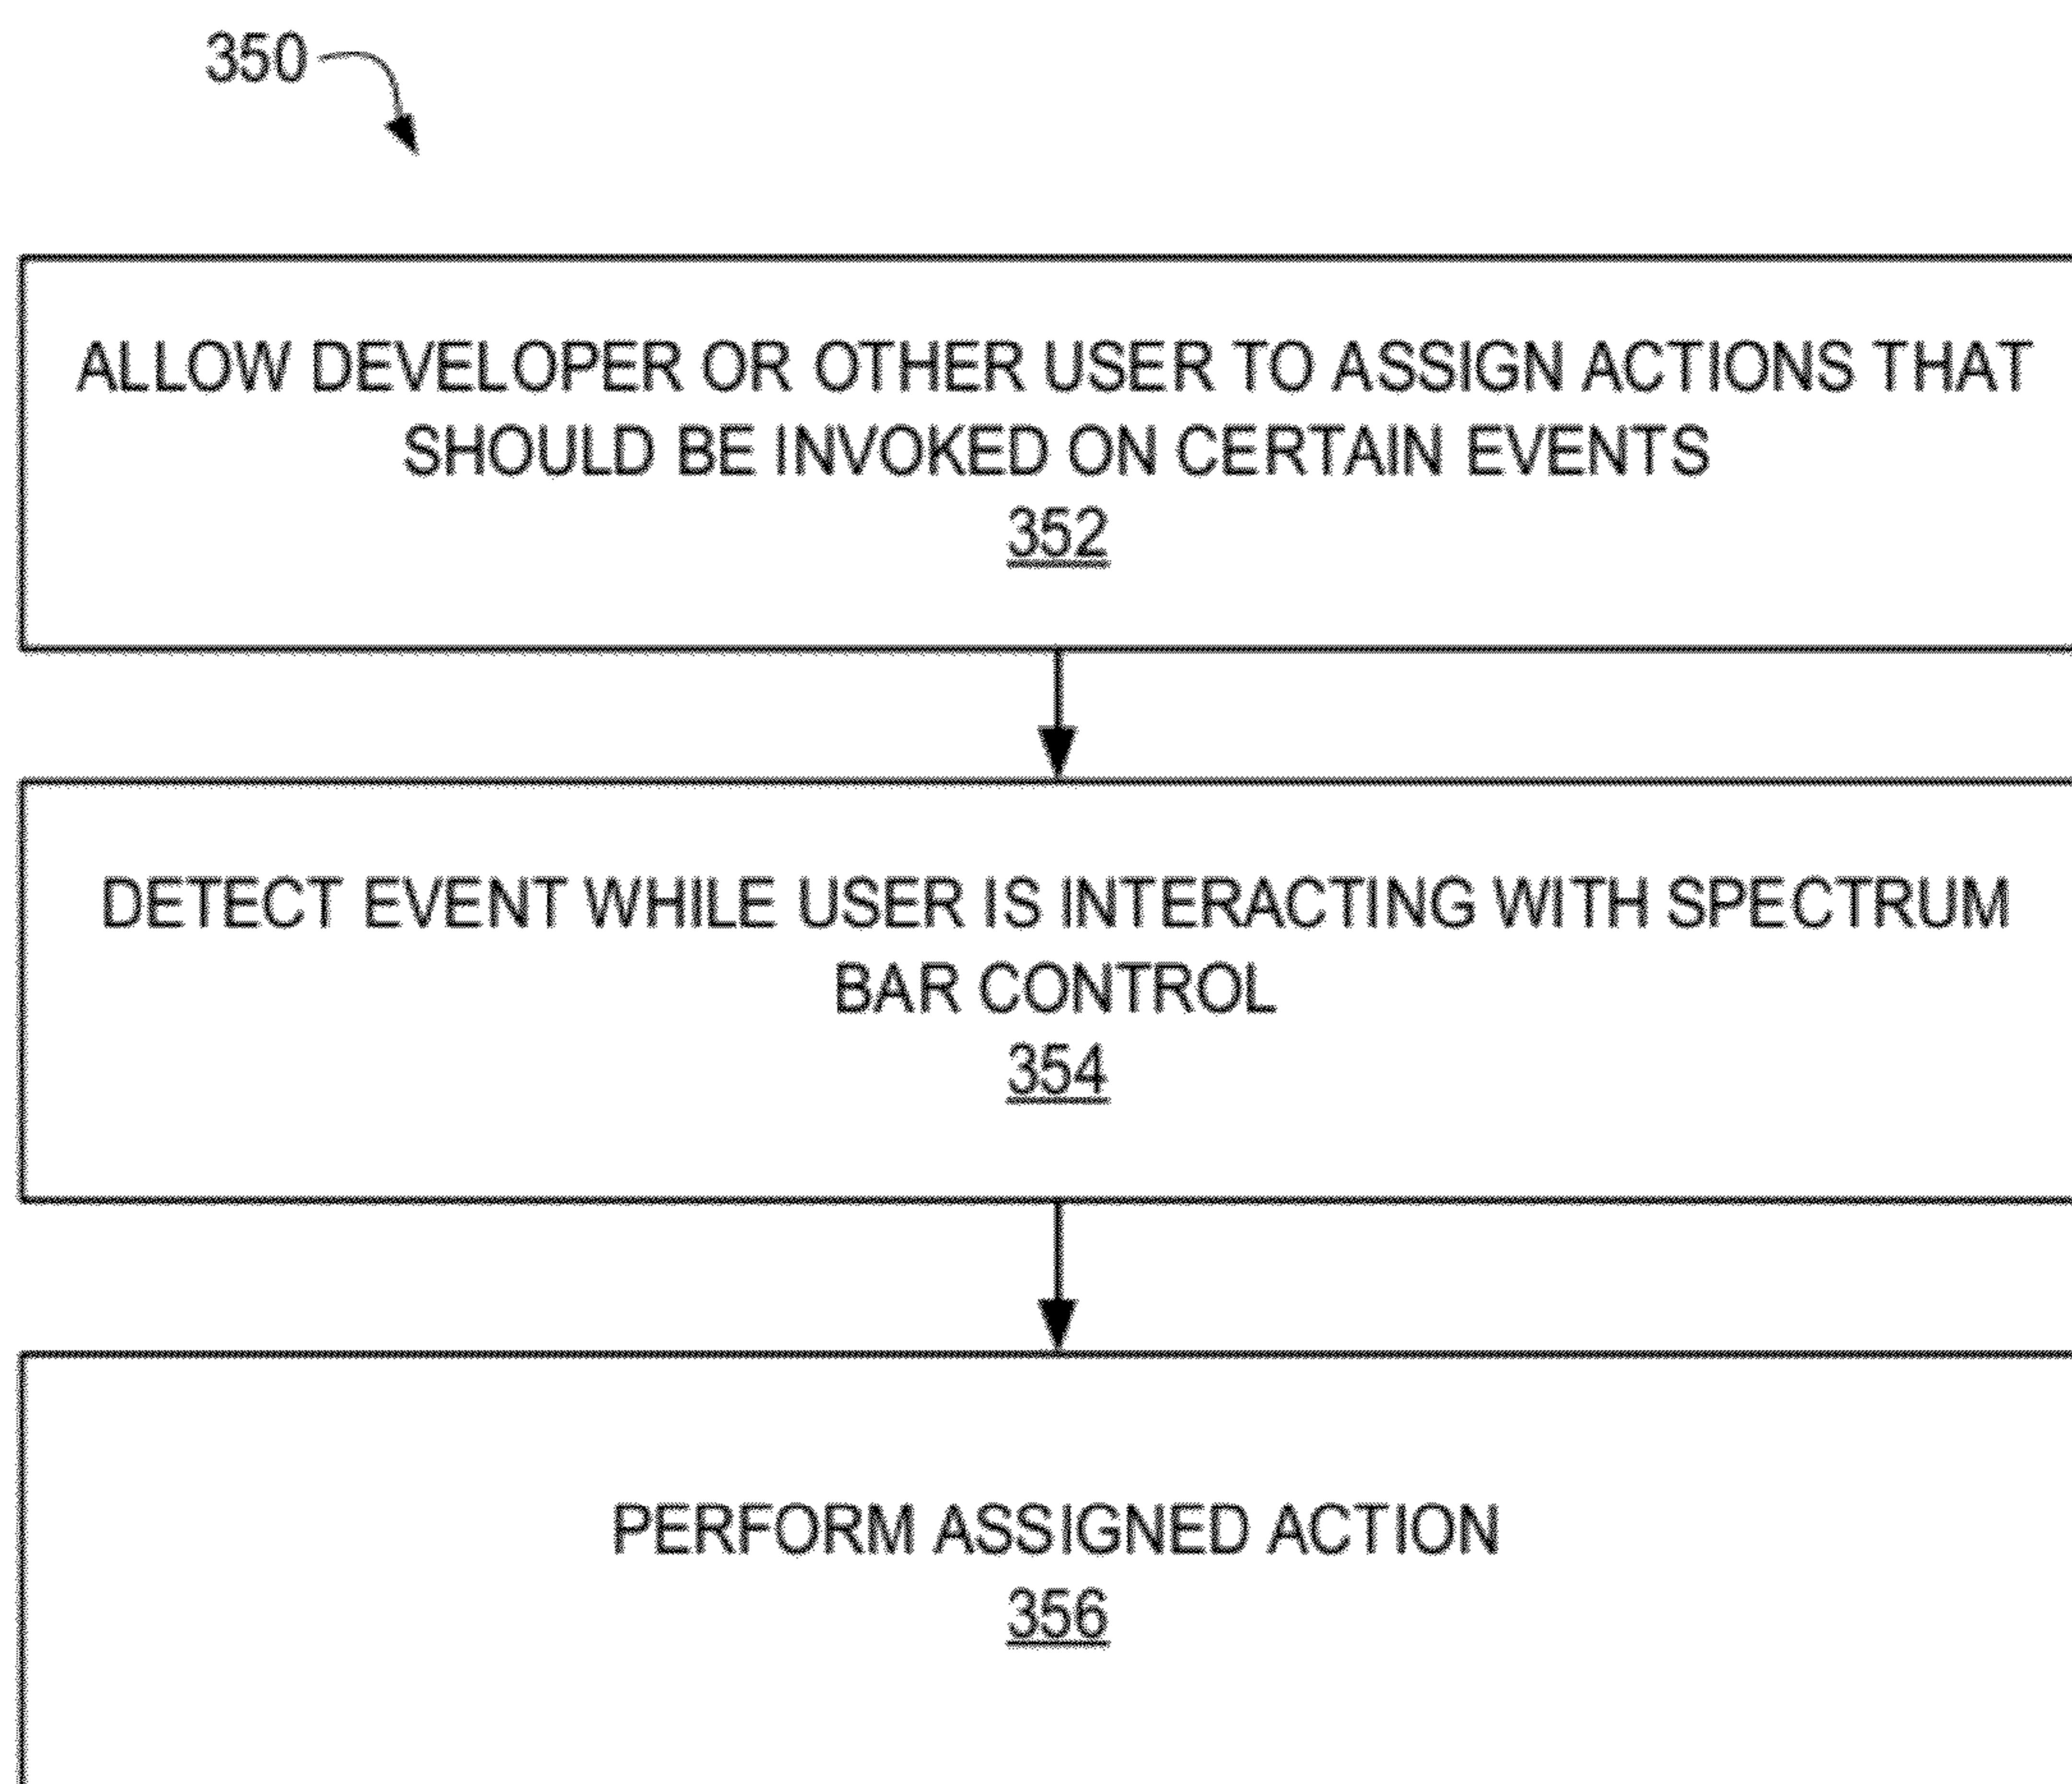 350
ALLOW DEVELOPER OR OTHER USER TO ASSIGN ACTIONS THAT
SHOULD BE INVOKED ON CERTAIN EVENTS
352
DETECT EVENT WHILE USER IS INTERACTING WITH SPECTRUM
BAR CONTROL
354
PERFORM ASSIGNED ACTION
356